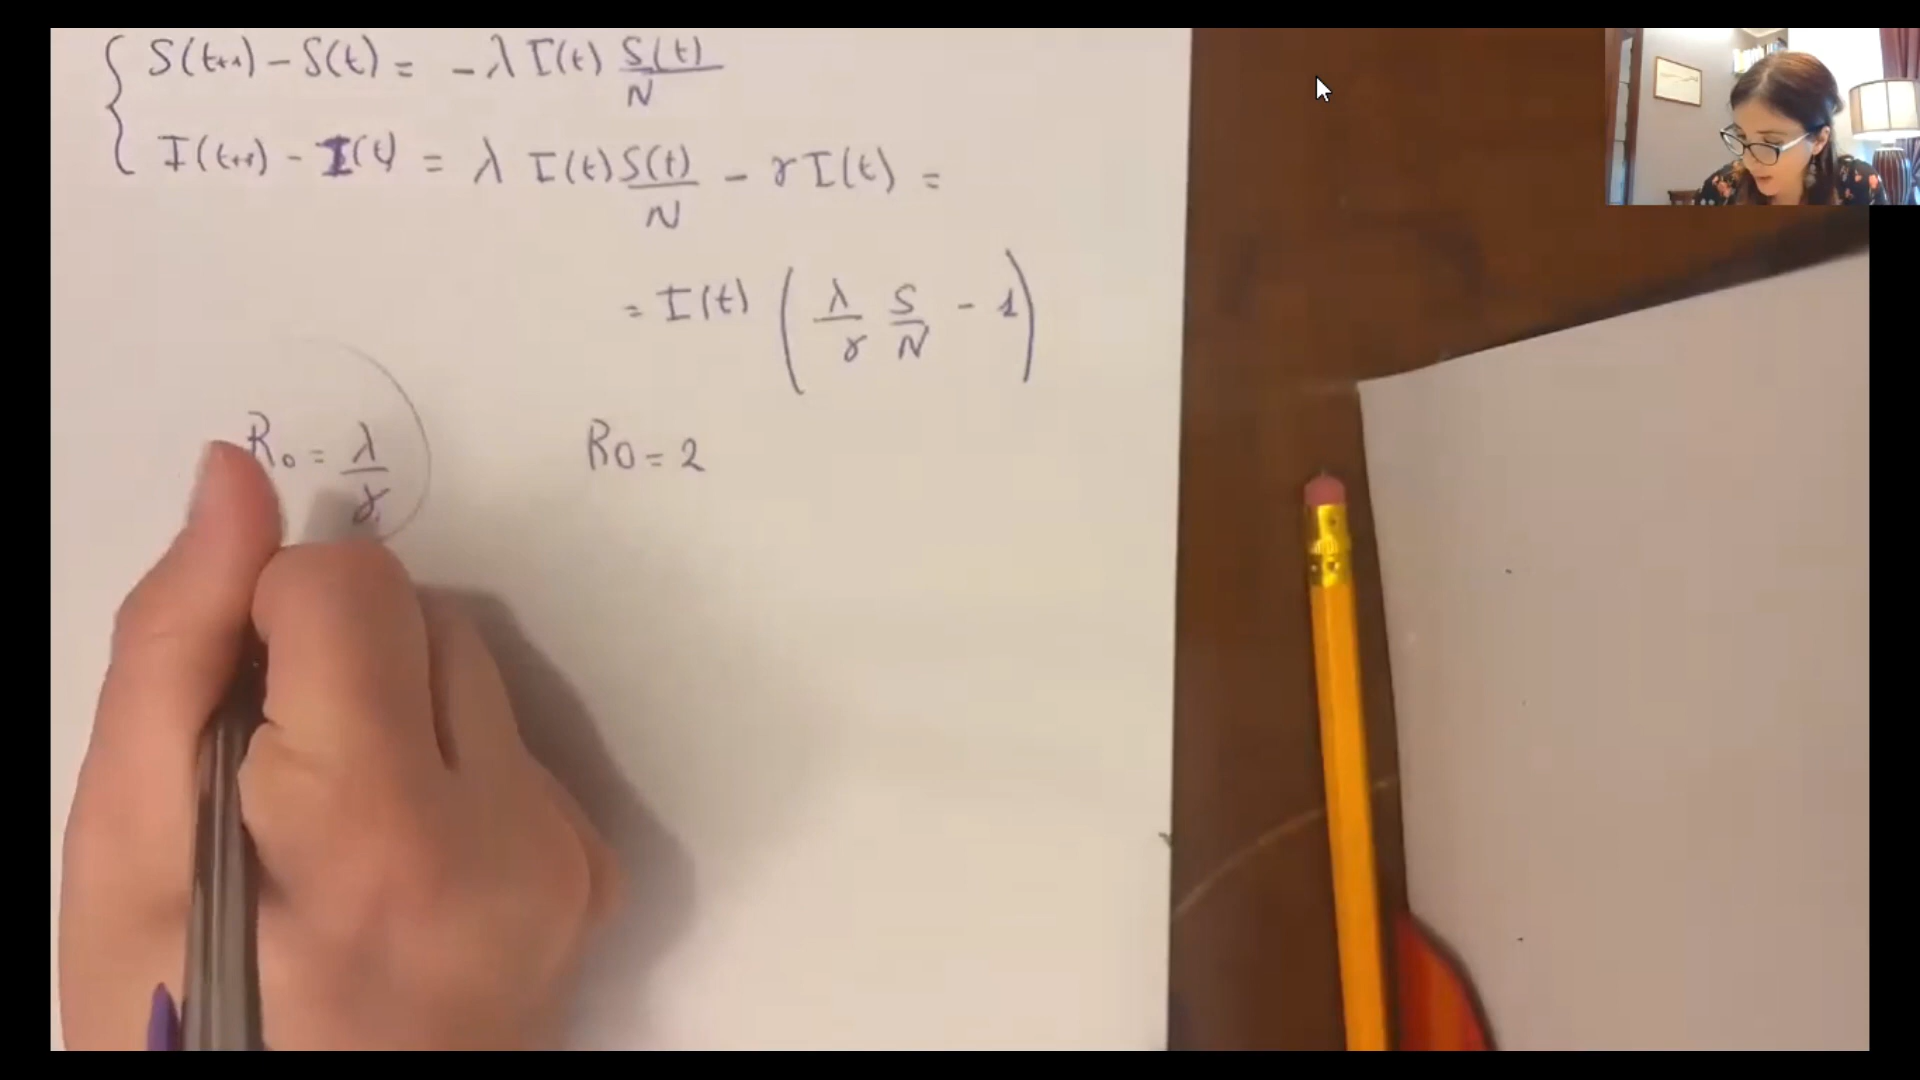 S(t+1) - S(t) = - λ I(t) S(t)/N
I(t+1) - I(t) = λ I(t) S(t)/N - γ I(t) =
= I(t) ( λ/γ S/N - 1 )
R₀ = λ/γ
R0 = 2